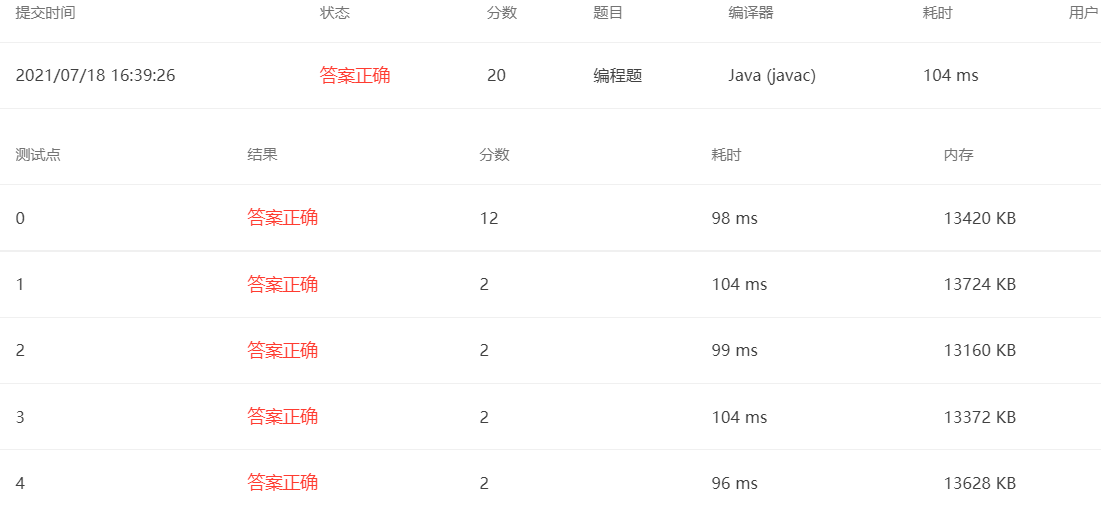 提交时间 状态 分数 题目 编译器 耗时 用户
2021/07/18 16:39:26 答案正确 20 编程题 Java (javac) 104 ms
测试点 结果 分数 耗时 内存
0 答案正确 12 98 ms 13420 KB
1 答案正确 2 104 ms 13724 KB
2 答案正确 2 99 ms 13160 KB
3 答案正确 2 104 ms 13372 KB
4 答案正确 2 96 ms 13628 KB